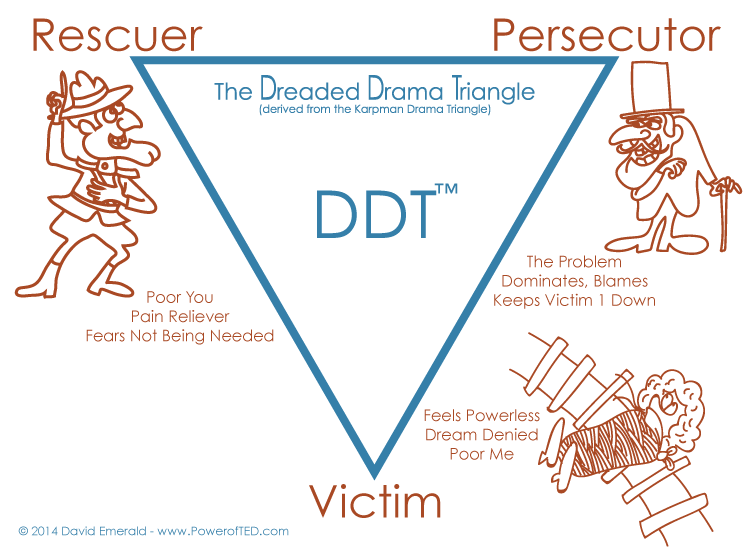 Rescuer
Persecutor
The Dreaded Drama Triangle
(derived from the Karpman Drama Triangle)
DDT™
Poor You
Pain Reliever
Fears Not Being Needed
The Problem
Dominates, Blames
Keeps Victim 1 Down
Feels Powerless
Dream Denied
Poor Me
Victim
© 2014 David Emerald - www.PowerofTED.com